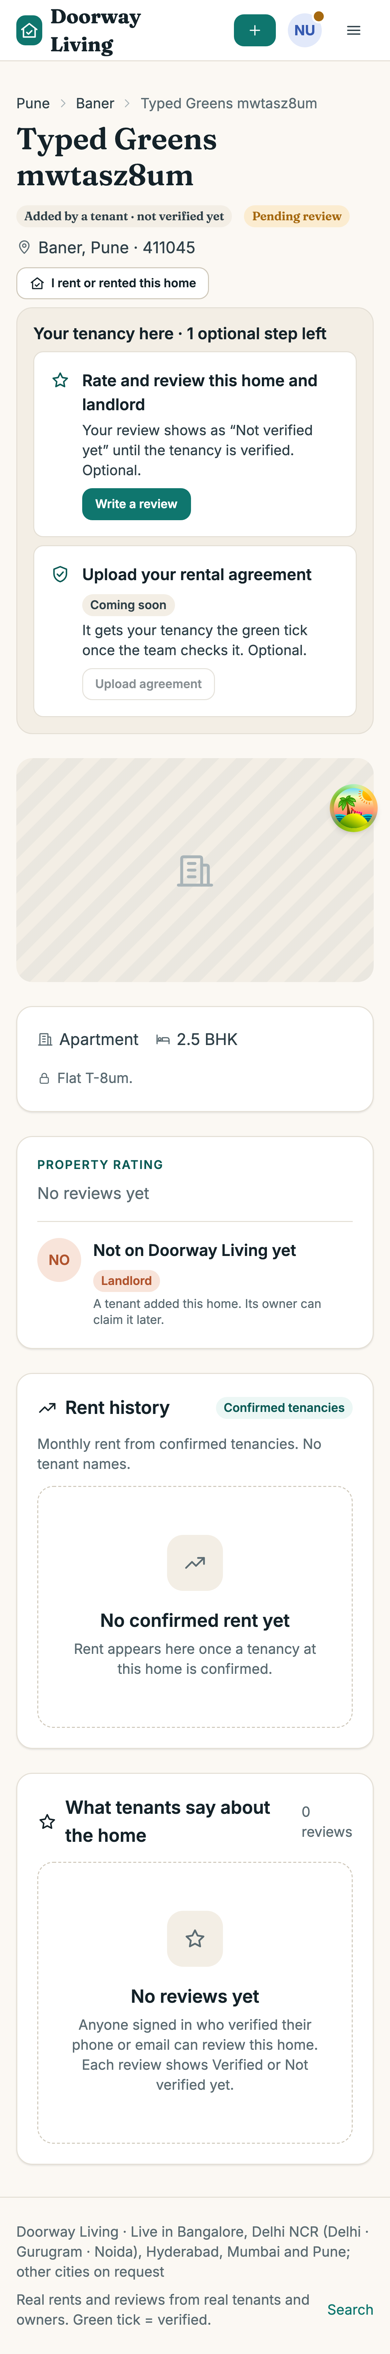 Doorway
Living
NU
Pune > Baner > Typed Greens mwtasz8um
Typed Greens
mwtasz8um
Added by a tenant · not verified yet
Pending review
Baner, Pune · 411045
I rent or rented this home
Your tenancy here · 1 optional step left
Rate and review this home and
landlord
Your review shows as “Not verified
yet” until the tenancy is verified.
Optional.
Write a review
Upload your rental agreement
Coming soon
It gets your tenancy the green tick
once the team checks it. Optional.
Upload agreement
Apartment 2.5 BHK
Flat T-8um.
PROPERTY RATING
No reviews yet
NO
Not on Doorway Living yet
Landlord
A tenant added this home. Its owner can
claim it later.
Rent history
Confirmed tenancies
Monthly rent from confirmed tenancies. No
tenant names.
No confirmed rent yet
Rent appears here once a tenancy at
this home is confirmed.
What tenants say about
the home
0
reviews
No reviews yet
Anyone signed in who verified their
phone or email can review this home.
Each review shows Verified or Not
verified yet.
Doorway Living · Live in Bangalore, Delhi NCR (Delhi ·
Gurugram · Noida), Hyderabad, Mumbai and Pune;
other cities on request
Real rents and reviews from real tenants and
owners. Green tick = verified.
Search